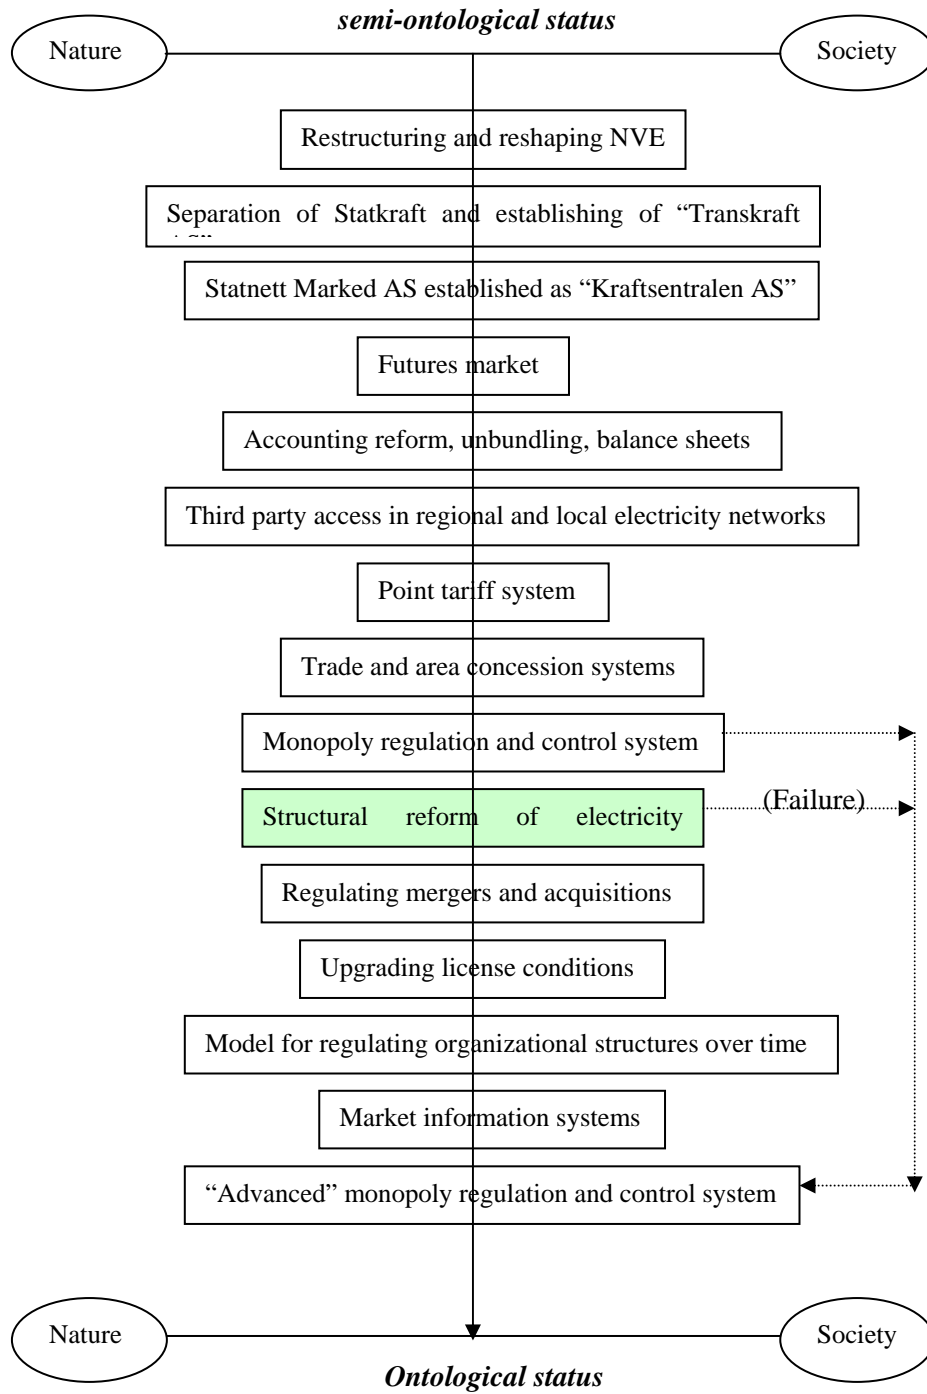 semi-ontological status
Nature
Society
Restructuring and reshaping NVE
Separation of Statkraft and establishing of “Transkraft
Statnett Marked AS established as “Kraftsentralen AS”
Futures market
Accounting reform, unbundling, balance sheets
Third party access in regional and local electricity networks
Point tariff system
Trade and area concession systems
Monopoly regulation and control system
Structural reform of electricity
(Failure)
Regulating mergers and acquisitions
Upgrading license conditions
Model for regulating organizational structures over time
Market information systems
“Advanced” monopoly regulation and control system
Nature
Society
Ontological status